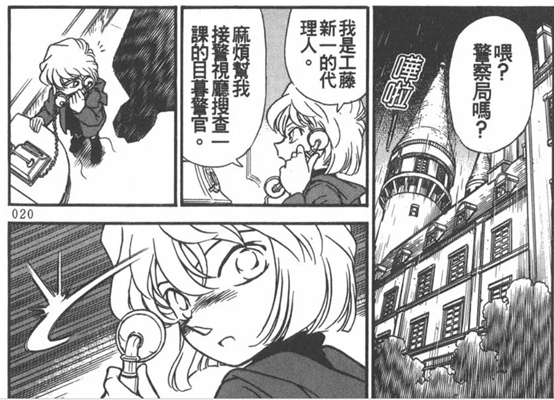 喂?
警察局嗎?
嘩啦
我是工藤
新一的代
理人。
麻煩幫我
接警視廳搜查一
課的目暮警官。
020